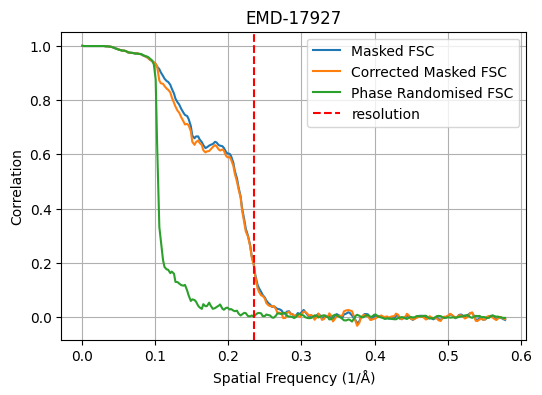 EMD-17927
Masked FSC
Corrected Masked FSC
Phase Randomised FSC
resolution
Correlation
1.0
0.8
0.6
0.4
0.2
0.0
0.0 0.1 0.2 0.3 0.4 0.5 0.6
Spatial Frequency (1/Å)